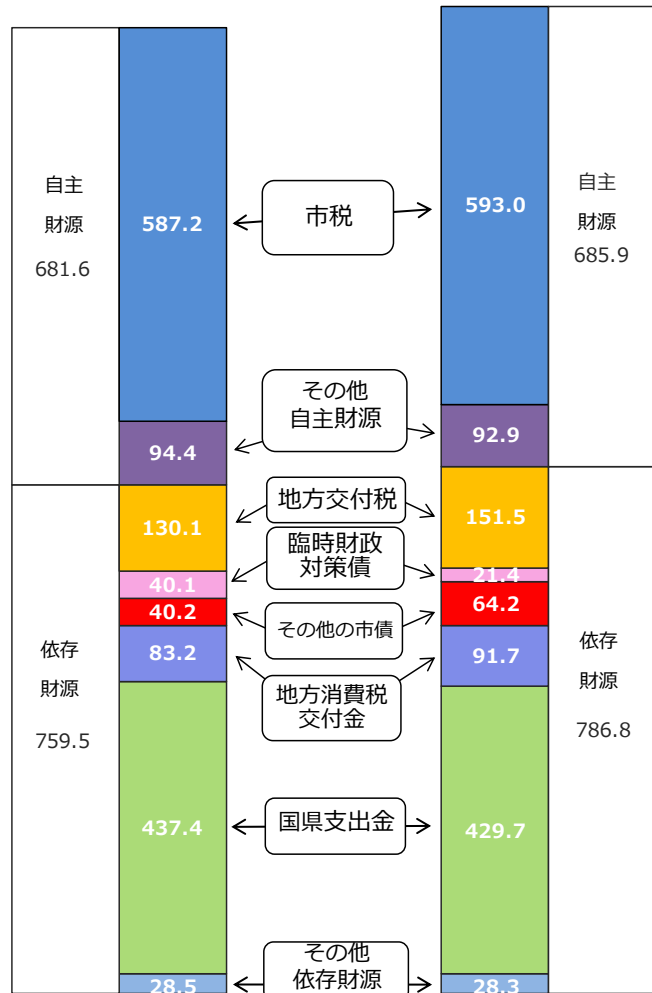 自主
財源
681.6
587.2
市税
593.0
自主
財源
685.9
94.4
その他
自主財源
92.9
130.1
地方交付税
151.5
40.1
臨時財政
対策債
21.4
40.2
その他の市債
64.2
依存
財源
759.5
83.2
地方消費税
交付金
91.7
依存
財源
786.8
437.4
国県支出金
429.7
28.5
その他
依存財源
28.3